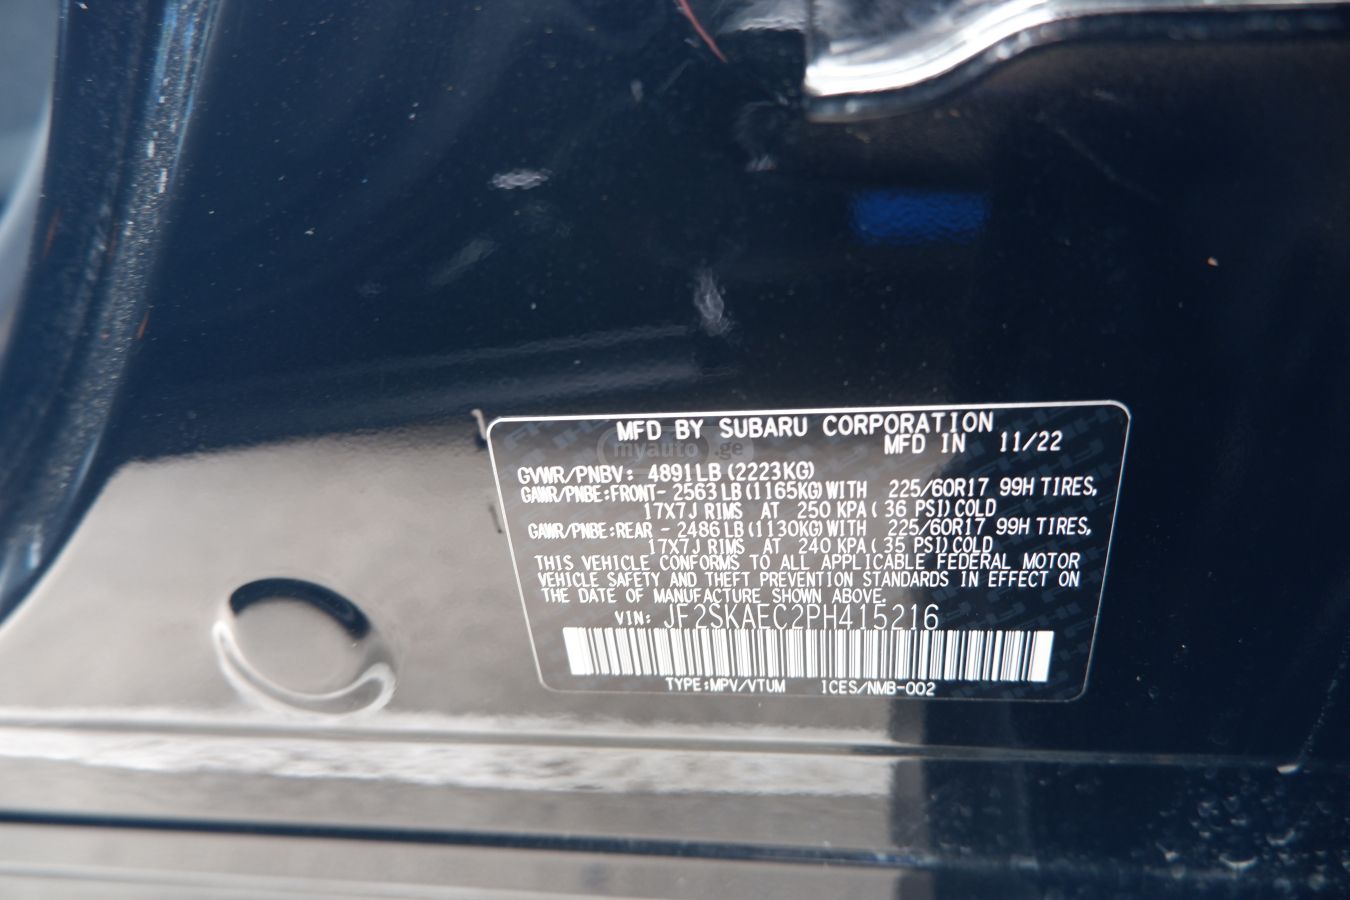 MFD BY SUBARU CORPORATION
MFD IN 11/22
myauto.ge
GVWR/PNBV: 4891LB (2223KG)
GAWR/PNBE:FRONT- 2563LB (1165KG) WITH 225/60R17 99H TIRES,
17X7J RIMS AT 250 KPA ( 36 PSI) COLD
GAWR/PNBE:REAR - 2486LB (1130KG) WITH 225/60R17 99H TIRES,
17X7J RIMS AT 240 KPA ( 35 PSI) COLD
THIS VEHICLE CONFORMS TO ALL APPLICABLE FEDERAL MOTOR
VEHICLE SAFETY AND THEFT PREVENTION STANDARDS IN EFFECT ON
THE DATE OF MANUFACTURE SHOWN ABOVE.
VIN: JF2SKAEC2PH415216
TYPE:MPV/VTUM ICES/NMB-002